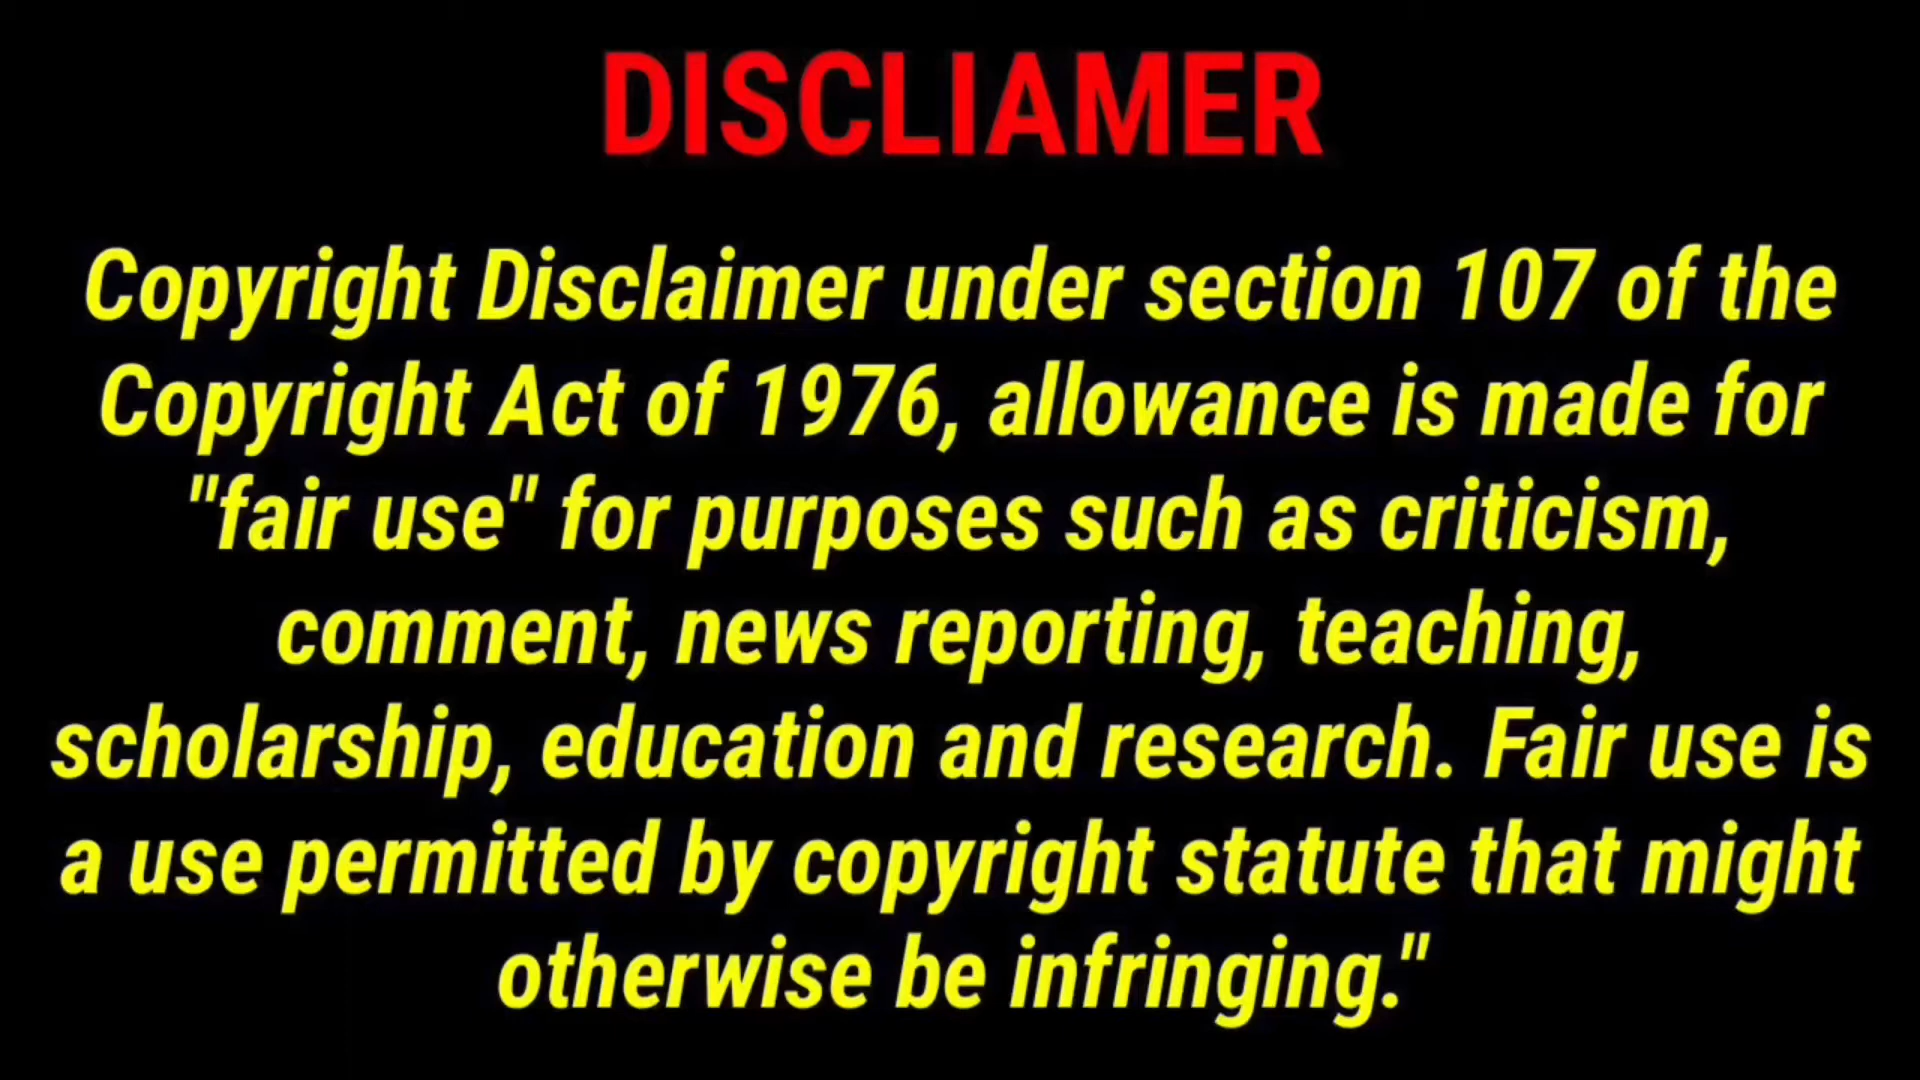 DISCLIAMER
Copyright Disclaimer under section 107 of the
Copyright Act of 1976, allowance is made for
"fair use" for purposes such as criticism,
comment, news reporting, teaching,
scholarship, education and research. Fair use is
a use permitted by copyright statute that might
otherwise be infringing."